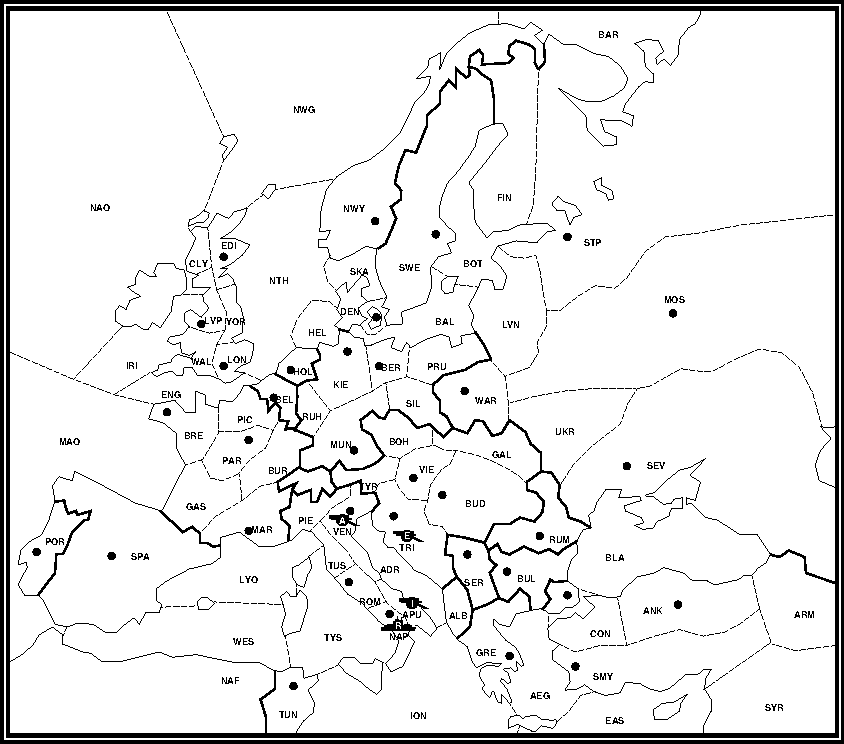 BAR
NWG
NAO
FIN
NWY
EDI
STP
CLY
SKA
SWE
BOT
NTH
MOS
DEN
LVP
YOR
BAL
LVN
HEL
IRI
WAL
LON
HOL
BER
PRU
KIE
ENG
BEL
SIL
WAR
RUH
PIC
BRE
UKR
MAO
MUN
BOH
PAR
GAL
BUR
VIE
SEV
TYR
GAS
BUD
PIE
A
MAR
VEN
POR
E
RUM
TRI
SPA
BLA
TUS
ADR
LYO
SER
BUL
ROM
I
ANK
APU
ALB
ARM
R
NAP
CON
WES
TYS
GRE
SMY
NAF
AEG
SYR
TUN
ION
EAS